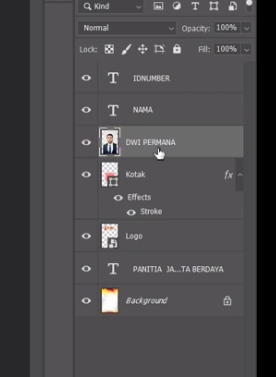 Kind
Normal Opacity: 100%
Lock: Fill: 100%
IDNUMBER
NAMA
DWI PERMANA
Kotak fx
Effects
Stroke
Logo
PANITIA JA...TA BERDAYA
Background